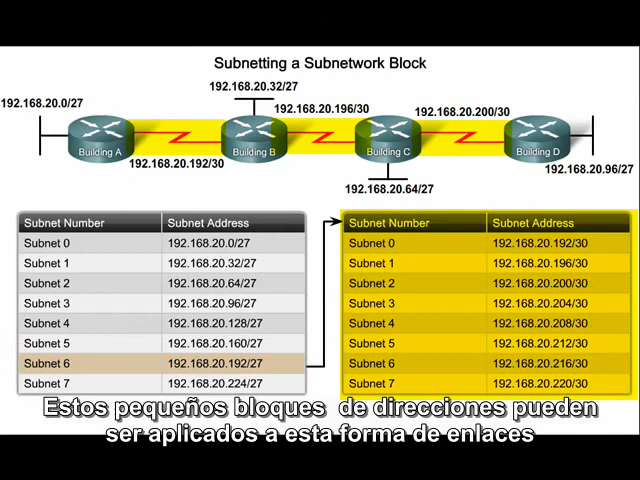 Subnetting a Subnetwork Block
192.168.20.32/27
192.168.20.0/27
192.168.20.196/30
192.168.20.200/30
Building A
Building B
Building C
Building D
192.168.20.192/30
192.168.20.96/27
192.168.20.64/27
Subnet Number Subnet Address
Subnet 0 192.168.20.0/27
Subnet 1 192.168.20.32/27
Subnet 2 192.168.20.64/27
Subnet 3 192.168.20.96/27
Subnet 4 192.168.20.128/27
Subnet 5 192.168.20.160/27
Subnet 6 192.168.20.192/27
Subnet 7 192.168.20.224/27
Subnet Number Subnet Address
Subnet 0 192.168.20.192/30
Subnet 1 192.168.20.196/30
Subnet 2 192.168.20.200/30
Subnet 3 192.168.20.204/30
Subnet 4 192.168.20.208/30
Subnet 5 192.168.20.212/30
Subnet 6 192.168.20.216/30
Subnet 7 192.168.20.220/30
Estos pequeños bloques de direcciones pueden
ser aplicados a esta forma de enlaces